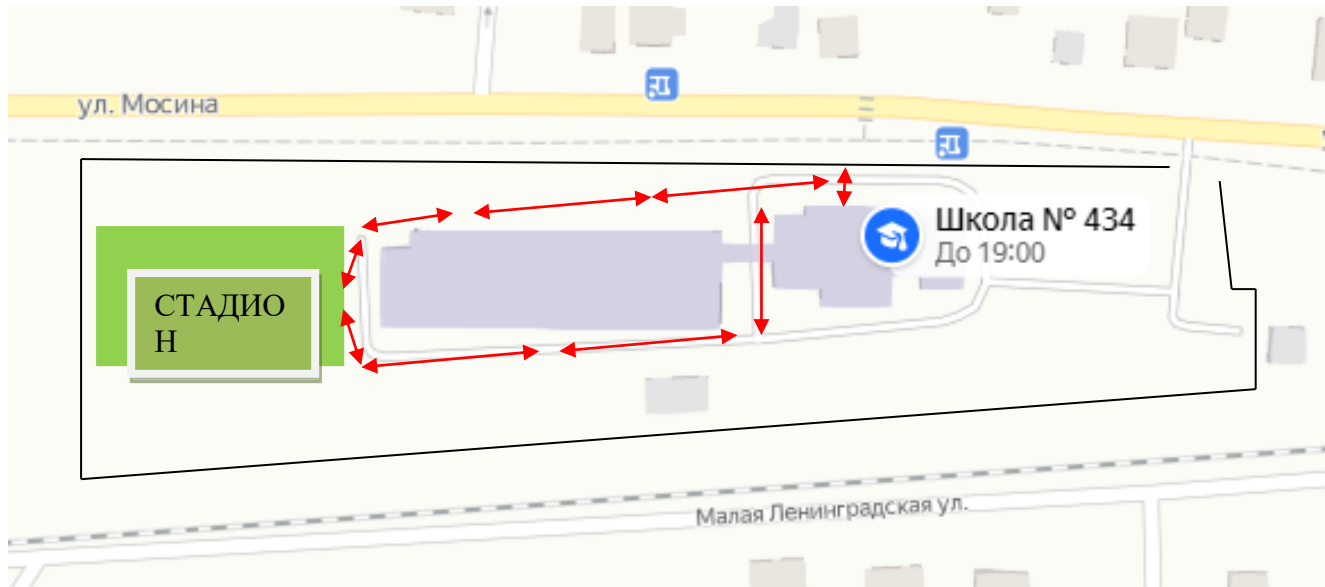 ул. Мосина
Школа № 434
До 19:00
СТАДИО
Н
Малая Ленинградская ул.